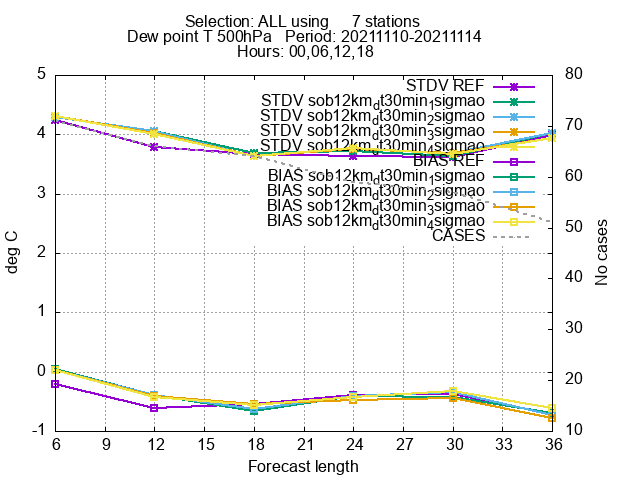 Selection: ALL using 7 stations
Dew point T 500hPa Period: 20211110-20211114
Hours: 00,06,12,18
5
4
3
2
1
0
-1
deg C
80
70
60
50
40
30
20
10
No cases
STDV REF
STDV sob12km_dt30min_1sigmao
STDV sob12km_dt30min_2sigmao
STDV sob12km_dt30min_3sigmao
STDV sob12km_dt30min_4sigmao
BIAS REF
BIAS sob12km_dt30min_1sigmao
BIAS sob12km_dt30min_2sigmao
BIAS sob12km_dt30min_3sigmao
BIAS sob12km_dt30min_4sigmao
CASES
6 9 12 15 18 21 24 27 30 33 36
Forecast length